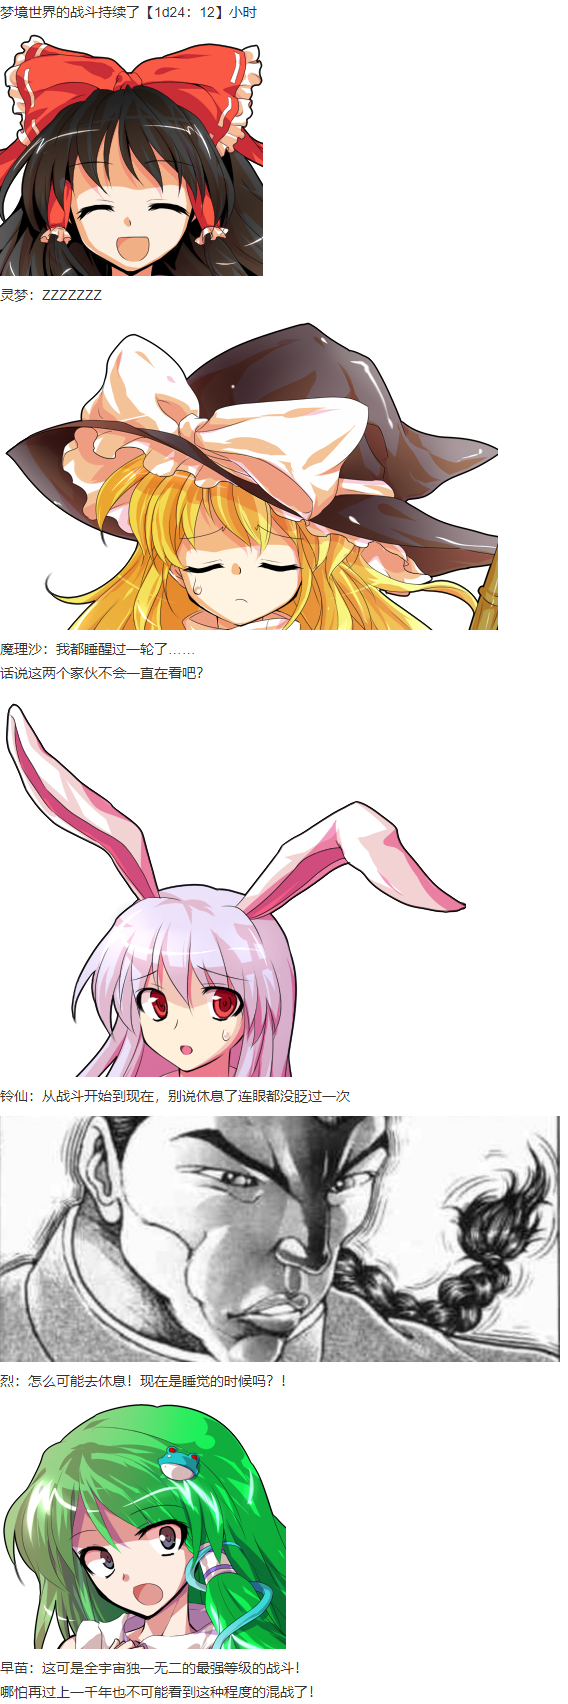 梦境世界的战斗持续了【1d24：12】小时
灵梦：ZZZZZZZ
魔理沙：我都睡醒过一轮了……
话说这两个家伙不会一直在看吧？
铃仙：从战斗开始到现在，别说休息了连眼都没眨过一次
烈：怎么可能去休息！现在是睡觉的时候吗？！
早苗：这可是全宇宙独一无二的最强等级的战斗！
哪怕再过上一千年也不可能看到这种程度的混战了！